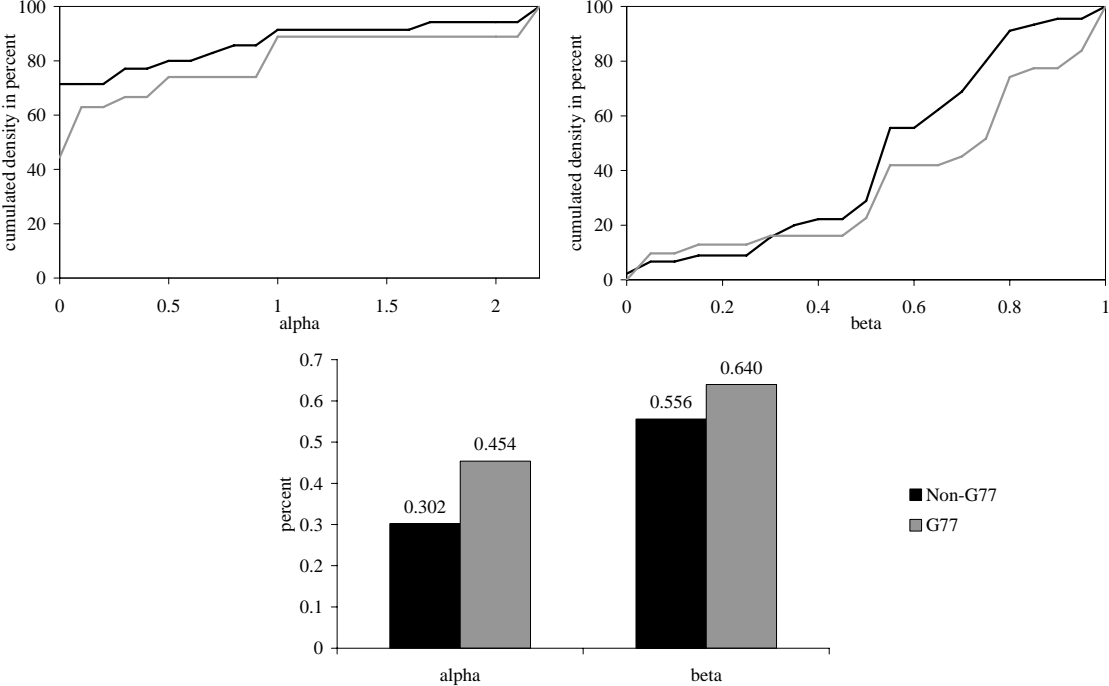 cumulated density in percent
100
80
60
40
20
0
0 0.5 1 1.5 2
alpha
cumulated density in percent
100
80
60
40
20
0
0 0.2 0.4 0.6 0.8 1
beta
percent
0.7
0.6
0.5
0.4
0.3
0.2
0.1
0
0.302
0.454
0.556
0.640
alpha beta
Non-G77
G77